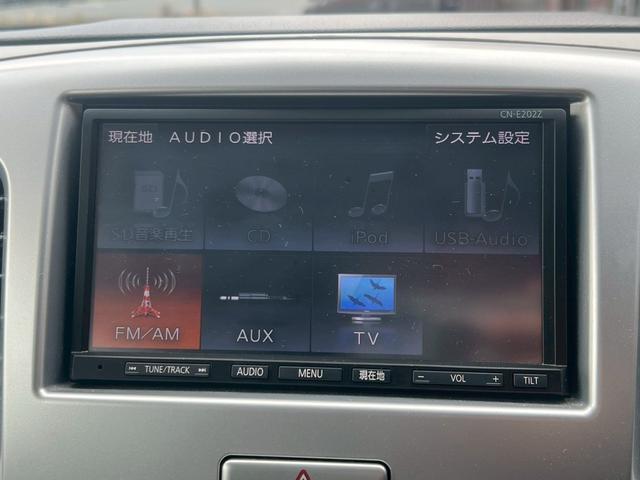 CN-E202Z
現在地 AUDIO選択 システム設定
SD
SD音楽再生 CD iPod USB-Audio
FM/AM AUX TV
TUNE/TRACK AUDIO MENU 現在地 − VOL + TILT